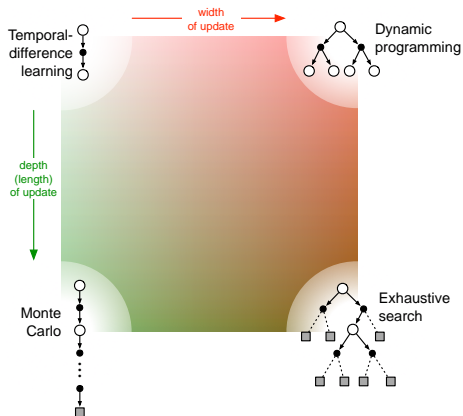 Temporal-
difference
learning
width
of update
Dynamic
programming
depth
(length)
of update
Monte
Carlo
Exhaustive
search